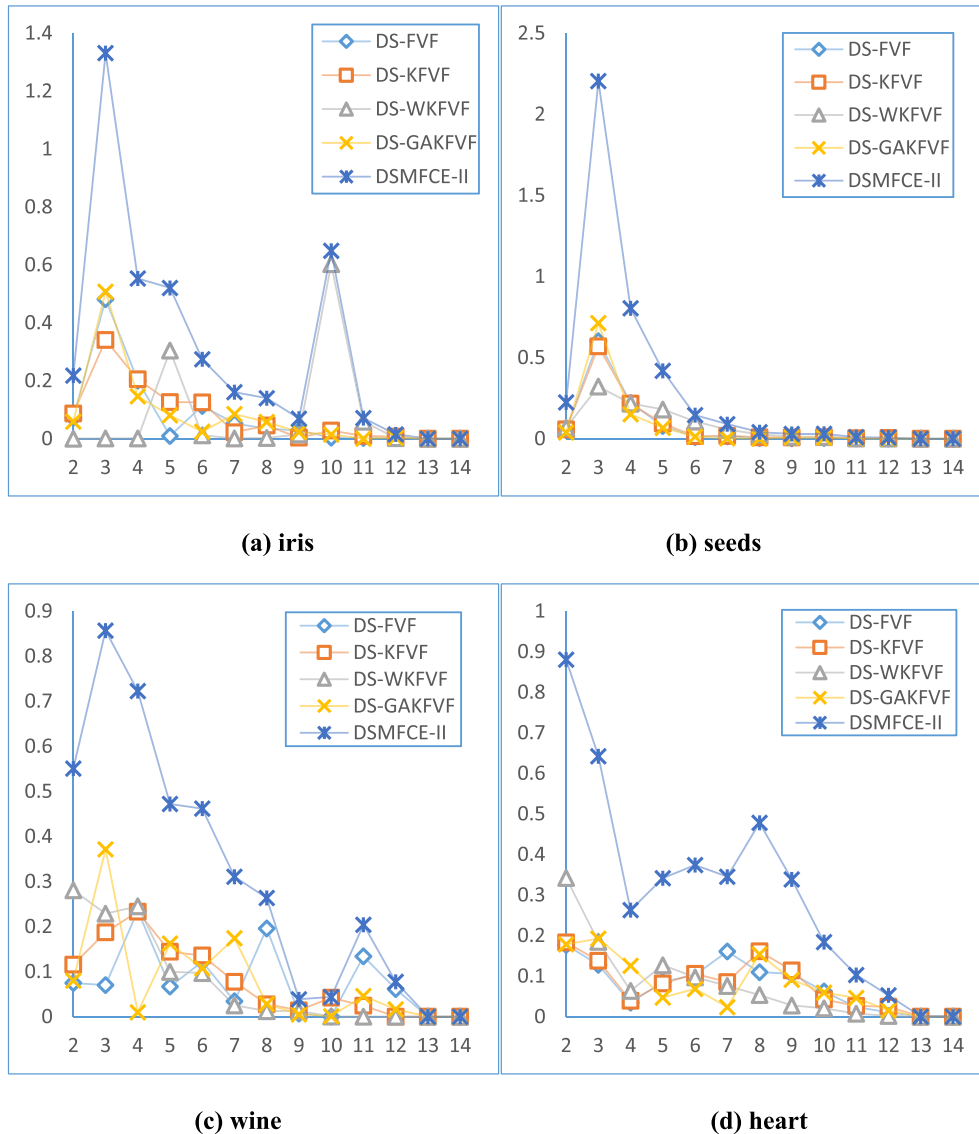 1.4
1.2
1
0.8
0.6
0.4
0.2
0
2 3 4 5 6 7 8 9 10 11 12 13 14
DS-FVF
DS-KFVF
DS-WKFVF
DS-GAKFVF
DSMFCE-II
(a) iris
2.5
2
1.5
1
0.5
0
2 3 4 5 6 7 8 9 10 11 12 13 14
DS-FVF
DS-KFVF
DS-WKFVF
DS-GAKFVF
DSMFCE-II
(b) seeds
0.9
0.8
0.7
0.6
0.5
0.4
0.3
0.2
0.1
0
2 3 4 5 6 7 8 9 10 11 12 13 14
DS-FVF
DS-KFVF
DS-WKFVF
DS-GAKFVF
DSMFCE-II
(c) wine
1
0.9
0.8
0.7
0.6
0.5
0.4
0.3
0.2
0.1
0
2 3 4 5 6 7 8 9 10 11 12 13 14
DS-FVF
DS-KFVF
DS-WKFVF
DS-GAKFVF
DSMFCE-II
(d) heart